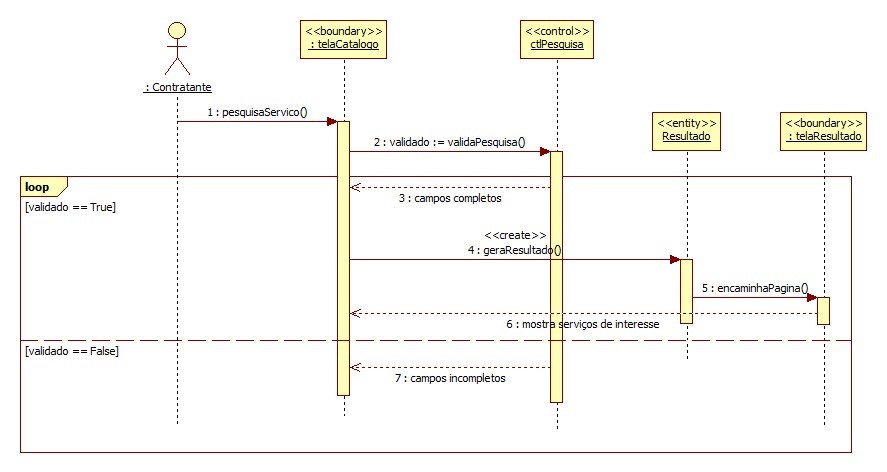 <<boundary>>
: telaCatalogo
<<control>>
ctlPesquisa
: Contratante
1 : pesquisaServico()
<<entity>>
Resultado
<<boundary>>
: telaResultado
2 : validado := validaPesquisa()
loop
3 : campos completos
[validado == True]
<<create>>
4 : geraResultado()
5 : encaminhaPagina()
6 : mostra serviços de interesse
[validado == False]
7 : campos incompletos